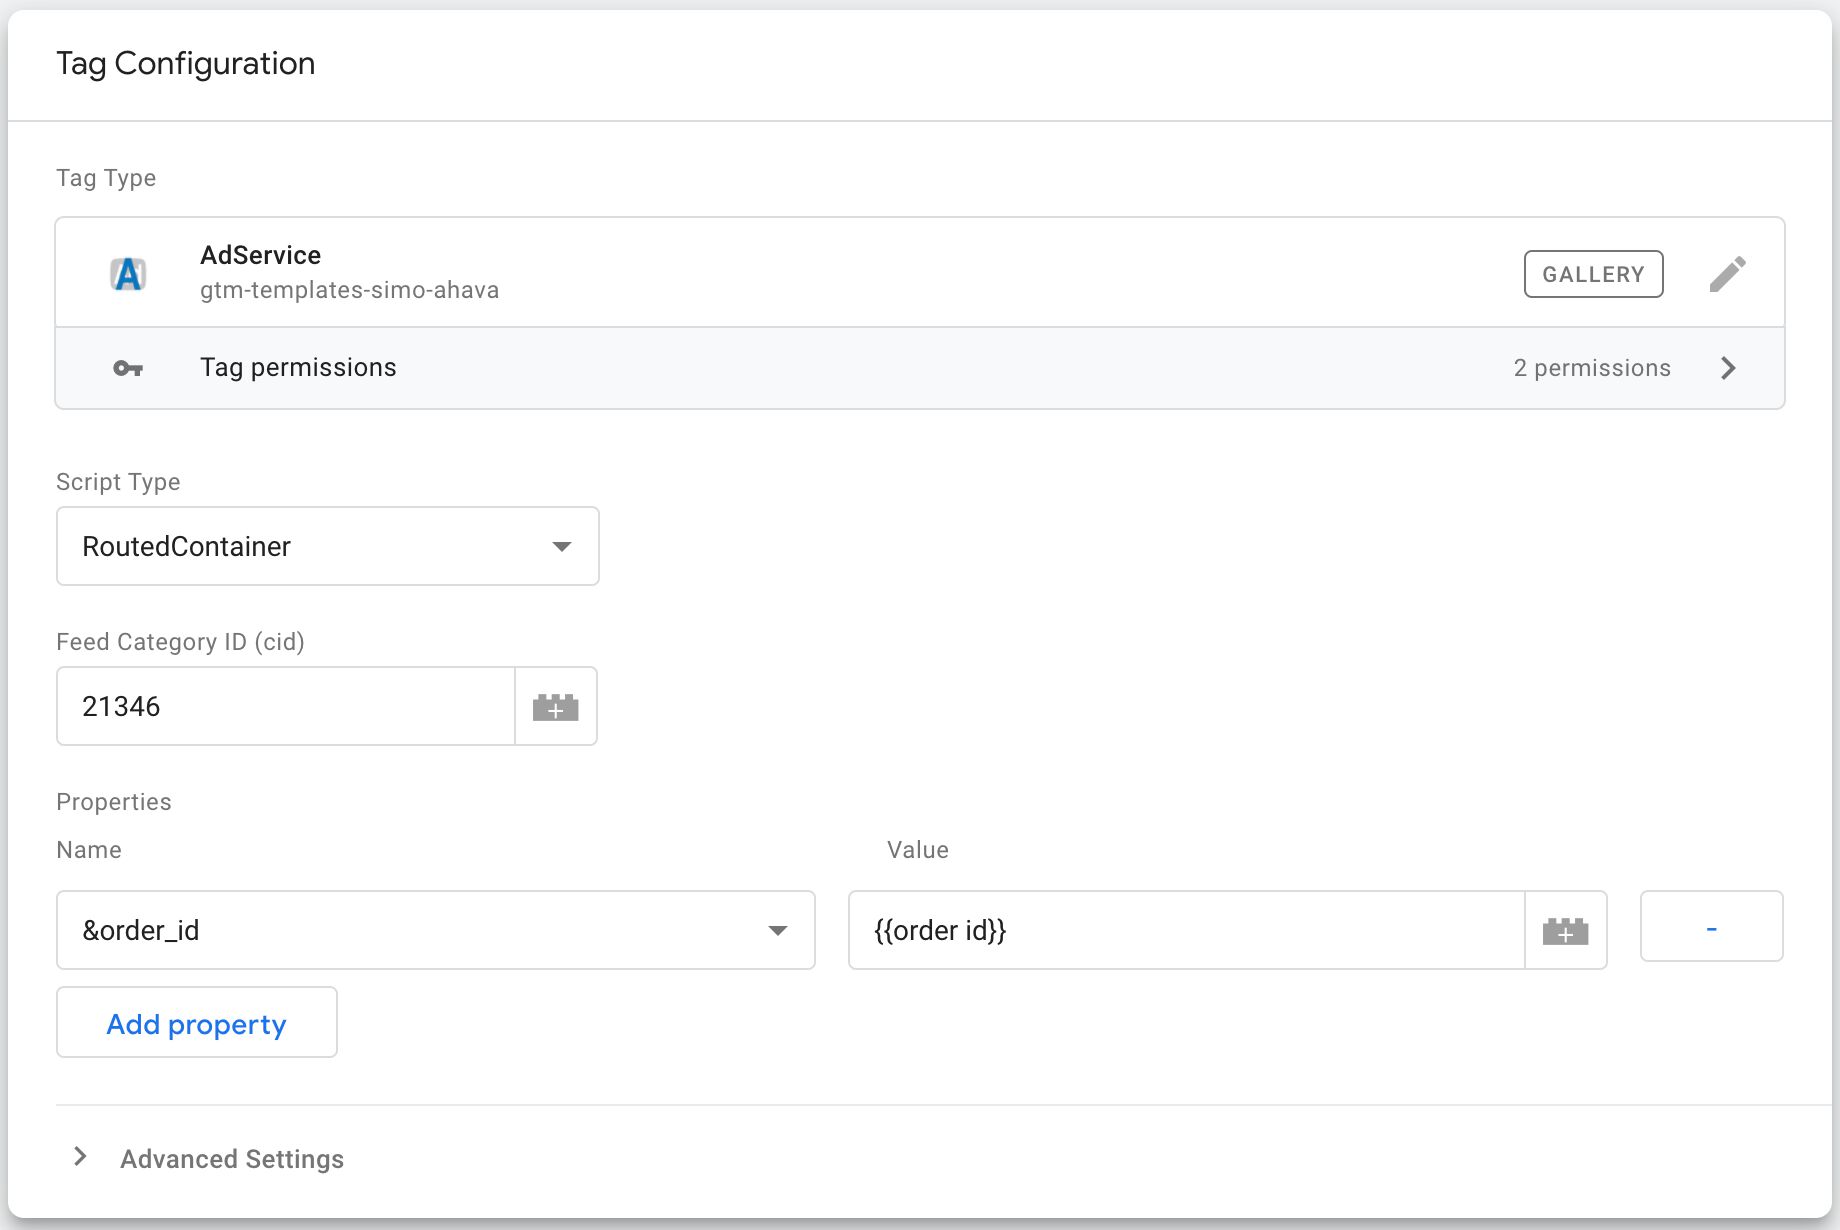 Tag Configuration
Tag Type
AdService
gtm-templates-simo-ahava
GALLERY
Tag permissions
2 permissions
Script Type
RoutedContainer
Feed Category ID (cid)
21346
Properties
Name
Value
&order_id
{{order id}}
-
Add property
Advanced Settings